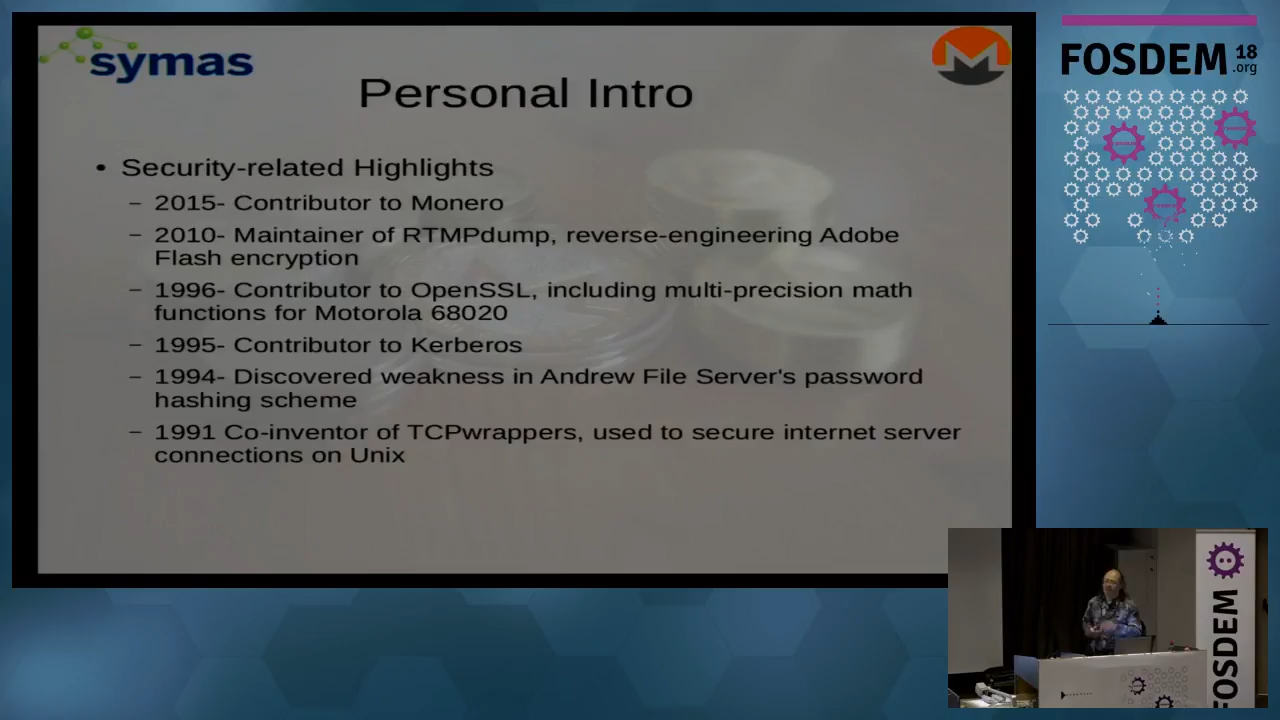 symas
Personal Intro
• Security-related Highlights
– 2015- Contributor to Monero
– 2010- Maintainer of RTMPdump, reverse-engineering Adobe
Flash encryption
– 1996- Contributor to OpenSSL, including multi-precision math
functions for Motorola 68020
– 1995- Contributor to Kerberos
– 1994- Discovered weakness in Andrew File Server's password
hashing scheme
– 1991 Co-inventor of TCPwrappers, used to secure internet server
connections on Unix
FOSDEM 18
.org
FOSDEM